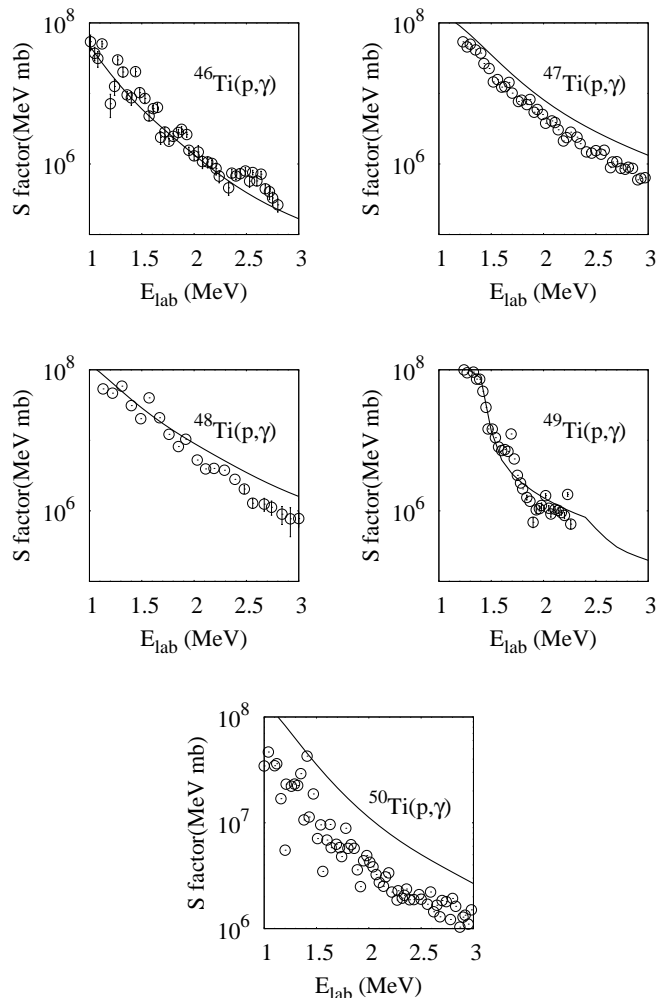 10^8
10^6
S factor(MeV mb)
^46Ti(p,γ)
1 1.5 2 2.5 3
E_lab (MeV)
10^8
10^6
S factor(MeV mb)
^47Ti(p,γ)
1 1.5 2 2.5 3
E_lab (MeV)
10^8
10^6
S factor(MeV mb)
^48Ti(p,γ)
1 1.5 2 2.5 3
E_lab (MeV)
10^8
10^6
S factor(MeV mb)
^49Ti(p,γ)
1 1.5 2 2.5 3
E_lab (MeV)
10^8
10^7
10^6
S factor(MeV mb)
^50Ti(p,γ)
1 1.5 2 2.5 3
E_lab (MeV)